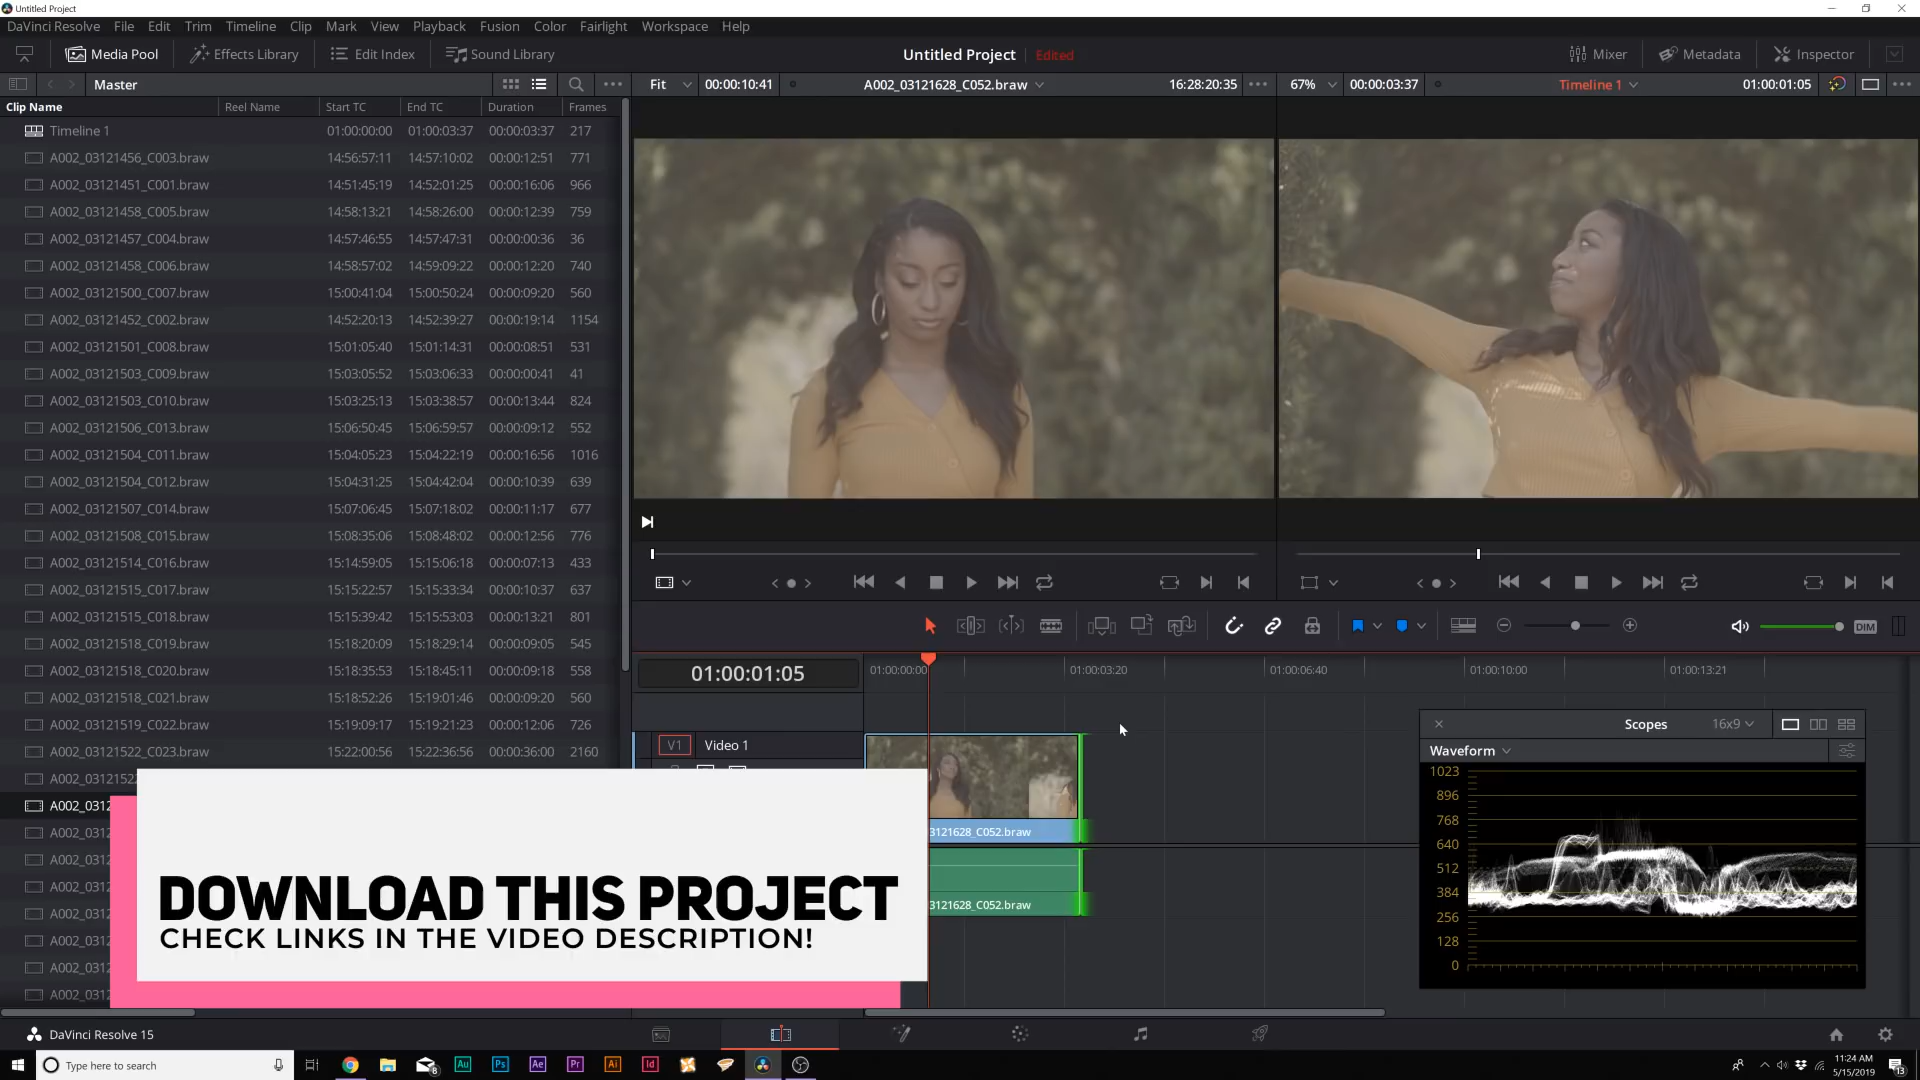 Untitled Project
DaVinci Resolve File Edit Trim Timeline Clip Mark View Playback Fusion Color Fairlight Workspace Help
Media Pool Effects Library Edit Index Sound Library Untitled Project Edited Mixer Metadata Inspector
Master Fit 00:00:10:41 A002_03121628_C052.braw 16:28:20:35 67% 00:00:03:37 Timeline 1 01:00:01:05
Clip Name Reel Name Start TC End TC Duration Frames
Timeline 1 01:00:00:00 01:00:03:37 00:00:03:37 217
A002_03121456_C003.braw 14:56:57:11 14:57:10:02 00:00:12:51 771
A002_03121451_C001.braw 14:51:45:19 14:52:01:25 00:00:16:06 966
A002_03121458_C005.braw 14:58:13:21 14:58:26:00 00:00:12:39 759
A002_03121457_C004.braw 14:57:46:55 14:57:47:31 00:00:00:36 36
A002_03121458_C006.braw 14:58:57:02 14:59:09:22 00:00:12:20 740
A002_03121500_C007.braw 15:00:41:04 15:00:50:24 00:00:09:20 560
A002_03121452_C002.braw 14:52:20:13 14:52:39:27 00:00:19:14 1154
A002_03121501_C008.braw 15:01:05:40 15:01:14:31 00:00:08:51 531
A002_03121503_C009.braw 15:03:05:52 15:03:06:33 00:00:00:41 41
A002_03121503_C010.braw 15:03:25:13 15:03:38:57 00:00:13:44 824
A002_03121506_C013.braw 15:06:50:45 15:06:59:57 00:00:09:12 552
A002_03121504_C011.braw 15:04:05:23 15:04:22:19 00:00:16:56 1016
A002_03121504_C012.braw 15:04:31:25 15:04:42:04 00:00:10:39 639
A002_03121507_C014.braw 15:07:06:45 15:07:18:02 00:00:11:17 677
A002_03121508_C015.braw 15:08:35:06 15:08:48:02 00:00:12:56 776
A002_03121514_C016.braw 15:14:59:05 15:15:06:18 00:00:07:13 433
A002_03121515_C017.braw 15:15:22:57 15:15:33:34 00:00:10:37 637
A002_03121515_C018.braw 15:15:39:42 15:15:53:03 00:00:13:21 801
A002_03121518_C019.braw 15:18:20:09 15:18:29:14 00:00:09:05 545
A002_03121518_C020.braw 15:18:35:53 15:18:45:11 00:00:09:18 558
A002_03121518_C021.braw 15:18:52:26 15:19:01:46 00:00:09:20 560
A002_03121519_C022.braw 15:19:09:17 15:19:21:23 00:00:12:06 726
A002_03121522_C023.braw 15:22:00:56 15:22:36:56 00:00:36:00 2160
A002_0312152
A002_0312
A002_031
A002_031
A002_031
A002_031
A002_031
A002_031
A002_0312
DIM
01:00:01:05 01:00:00:00 01:00:03:20 01:00:06:40 01:00:10:00 01:00:13:21
V1 Video 1
3121628_C052.braw
3121628_C052.braw
Scopes 16x9
Waveform
1023
896
768
640
512
384
256
128
0
DOWNLOAD THIS PROJECT
CHECK LINKS IN THE VIDEO DESCRIPTION!
DaVinci Resolve 15
Type here to search 8 Au Ps Ae Pr Ai Id 11:24 AM
5/15/2019 13